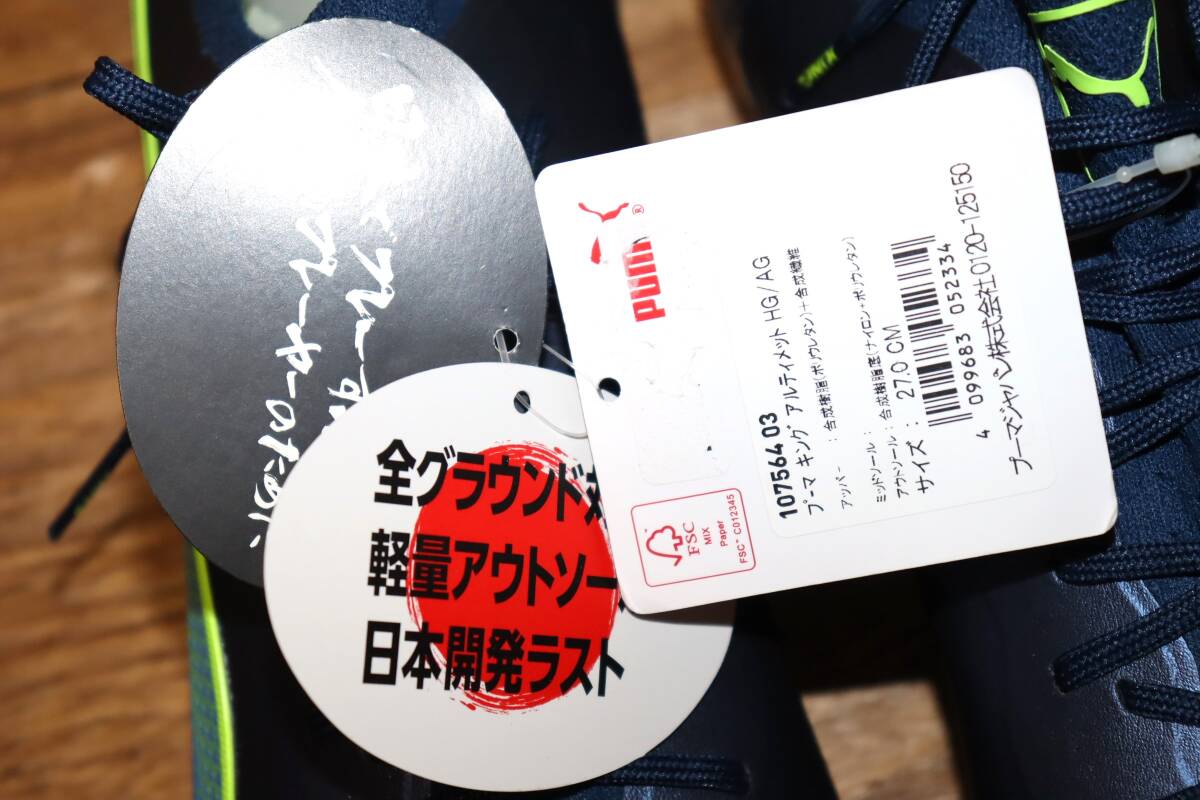 全グラウンド対
軽量アウトソー
日本開発ラスト
PUMA
®
107564 03
プーマ キング アルティメット HG/AG
アッパー : 合成樹脂(ポリウレタン)+合成繊維
ミッドソール :
アウトソール : 合成樹脂底(ナイロン+ポリウレタン)
サイズ : 27.0 CM
4 099683 052334
プーマジャパン株式会社 0120-125150
FSC
MIX
Paper
FSC™ C012345